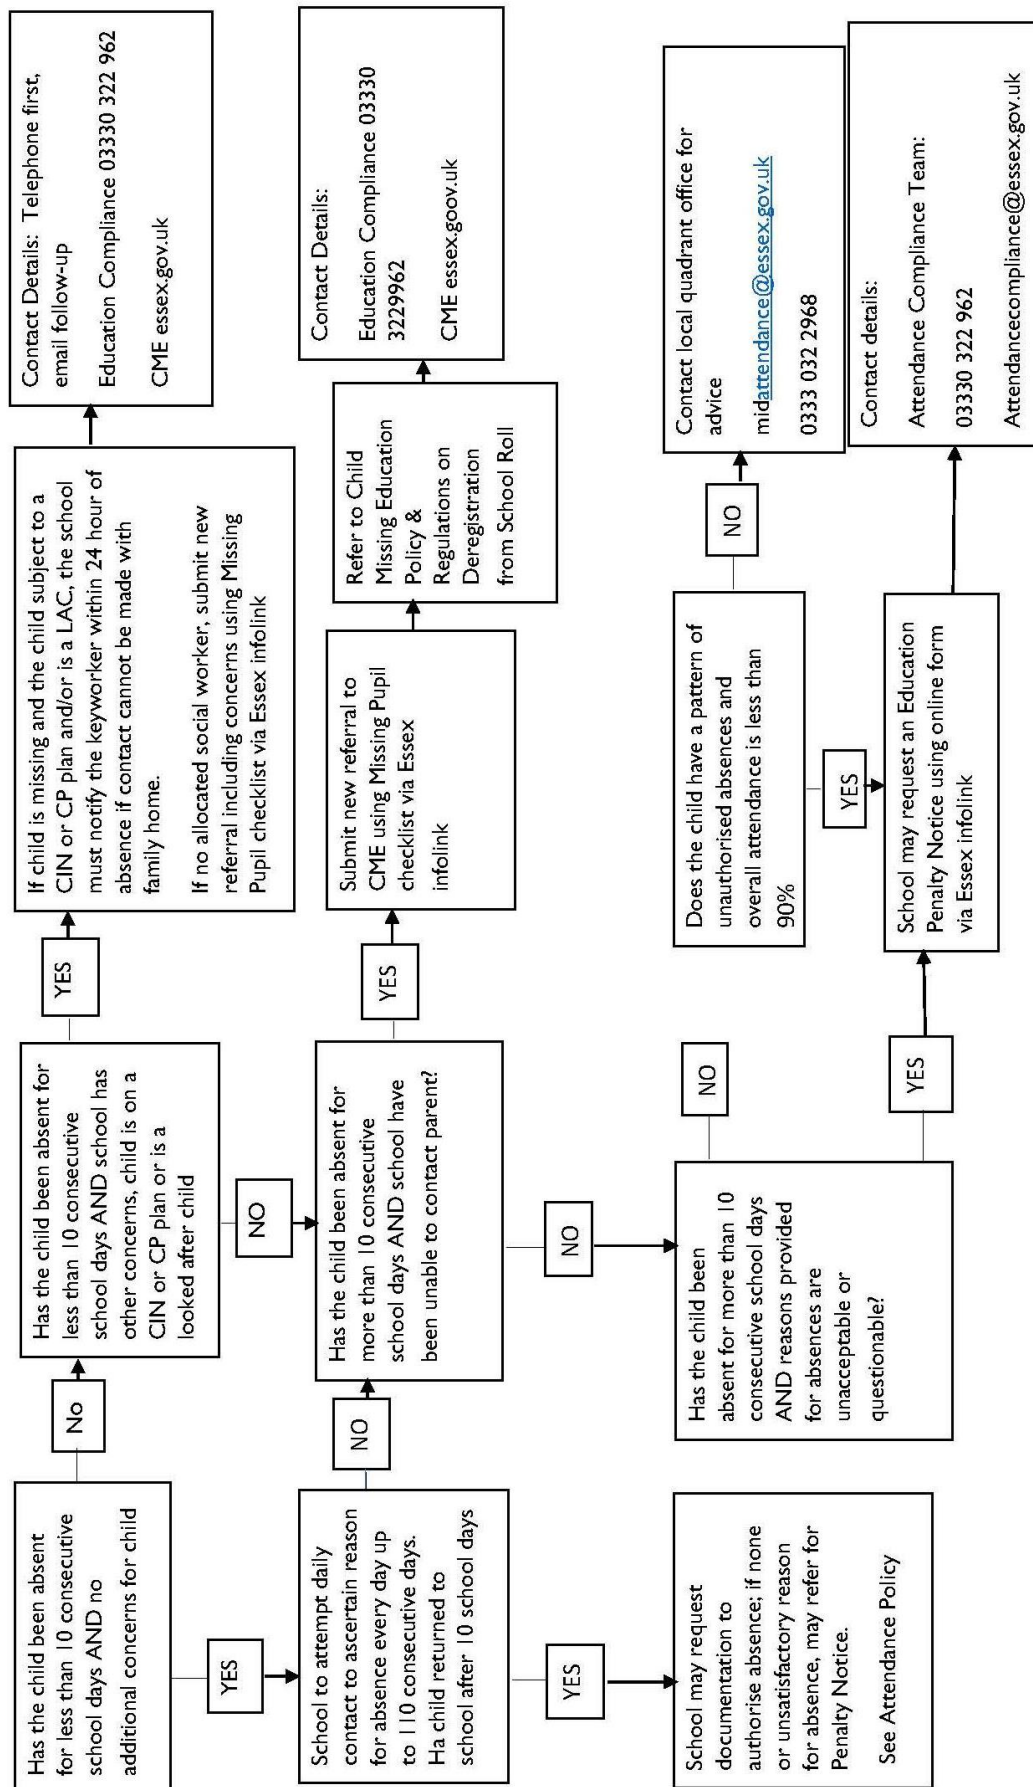 Has the child been absent
for less than 10 consecutive
school days AND no
additional concerns for child
No
Has the child been absent for
less than 10 consecutive
school days AND school has
other concerns, child is on a
CIN or CP plan or is a
looked after child
YES
If child is missing and the child subject to a
CIN or CP plan and/or is a LAC, the school
must notify the keyworker within 24 hour of
absence if contact cannot be made with
family home.
If no allocated social worker, submit new
referral including concerns using Missing
Pupil checklist via Essex infolink
Contact Details: Telephone first,
email follow-up
Education Compliance 03330 322 962
CME essex.gov.uk
YES
NO
School to attempt daily
contact to ascertain reason
for absence every day up
to 110 consecutive days.
Ha child returned to
school after 10 school days
NO
Has the child been absent for
more than 10 consecutive
school days AND school have
been unable to contact parent?
YES
Submit new referral to
CME using Missing Pupil
checklist via Essex
infolink
Refer to Child
Missing Education
Policy &
Regulations on
Deregistration
from School Roll
Contact Details:
Education Compliance 03330
3229962
CME essex.goov.uk
YES
NO
School may request
documentation to
authorise absence; if none
or unsatisfactory reason
for absence, may refer for
Penalty Notice.
See Attendance Policy
Has the child been
absent for more than 10
consecutive school days
AND reasons provided
for absences are
unacceptable or
questionable?
NO
Does the child have a pattern of
unauthorised absences and
overall attendance is less than
90%
NO
Contact local quadrant office for
advice
midattendance@essex.gov.uk
0333 032 2968
YES
YES
School may request an Education
Penalty Notice using online form
via Essex infolink
Contact details:
Attendance Compliance Team:
03330 322 962
Attendancecompliance@essex.gov.uk